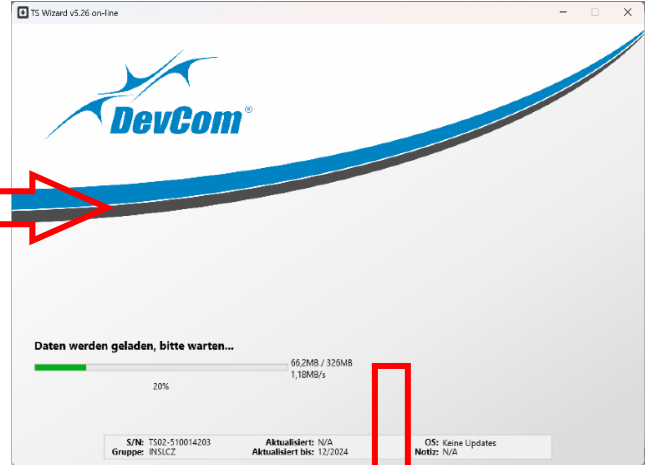 TS Wizard v5.26 on-line
DevCom®
Daten werden geladen, bitte warten...
66,2MB / 326MB
1,18MB/s
20%
S/N: TS02-510014203 Aktualisiert: N/A OS: Keine Updates
Gruppe: INSLCZ Aktualisiert bis: 12/2024 Notiz: N/A